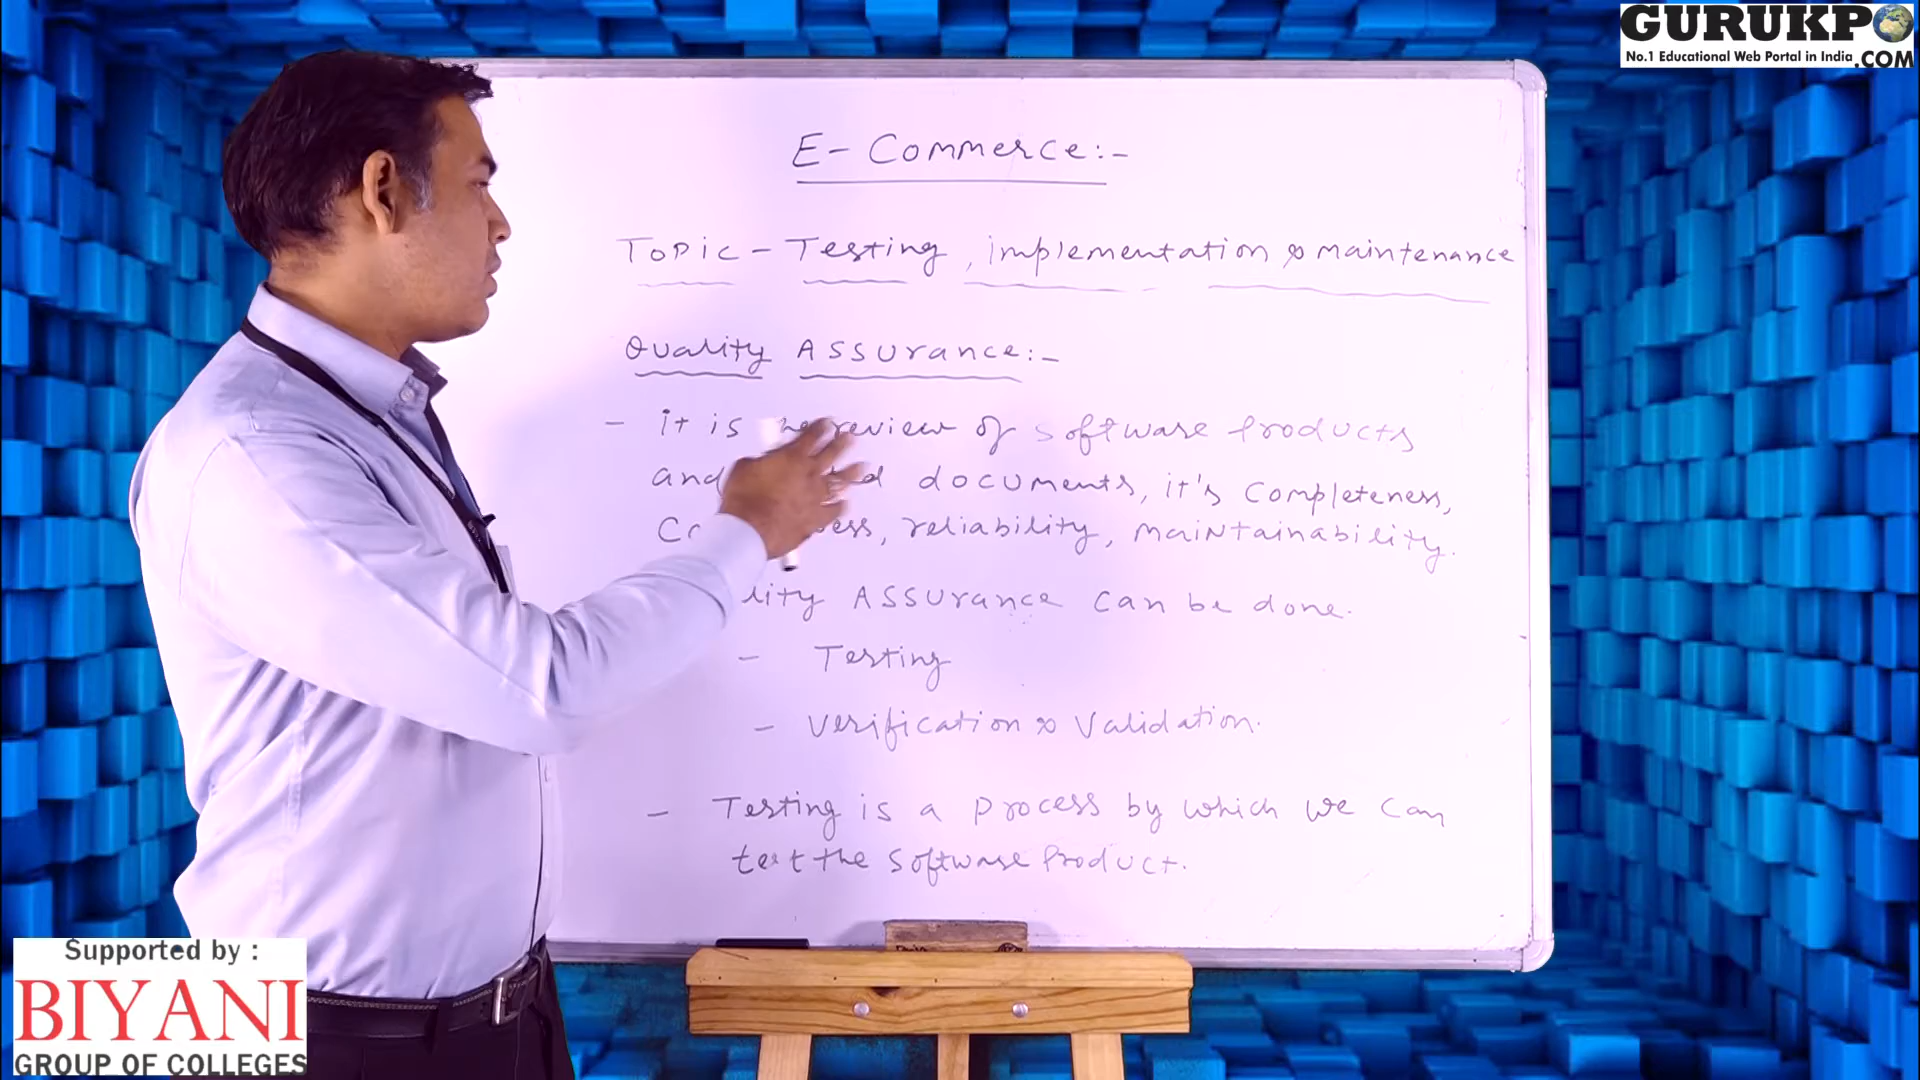 GURUKPO
No.1 Educational Web Portal in India .COM
E- Commerce:-
Topic - Testing, implementation & maintenance
Quality Assurance:-
- it is review of software Products
and documents, it's Completeness,
reliability, maintainability.
Assurance can be done.
- Testing
- Verification & Validation.
- Testing is a process by which we can
test the software Product.
Supported by :
BIYANI
GROUP OF COLLEGES